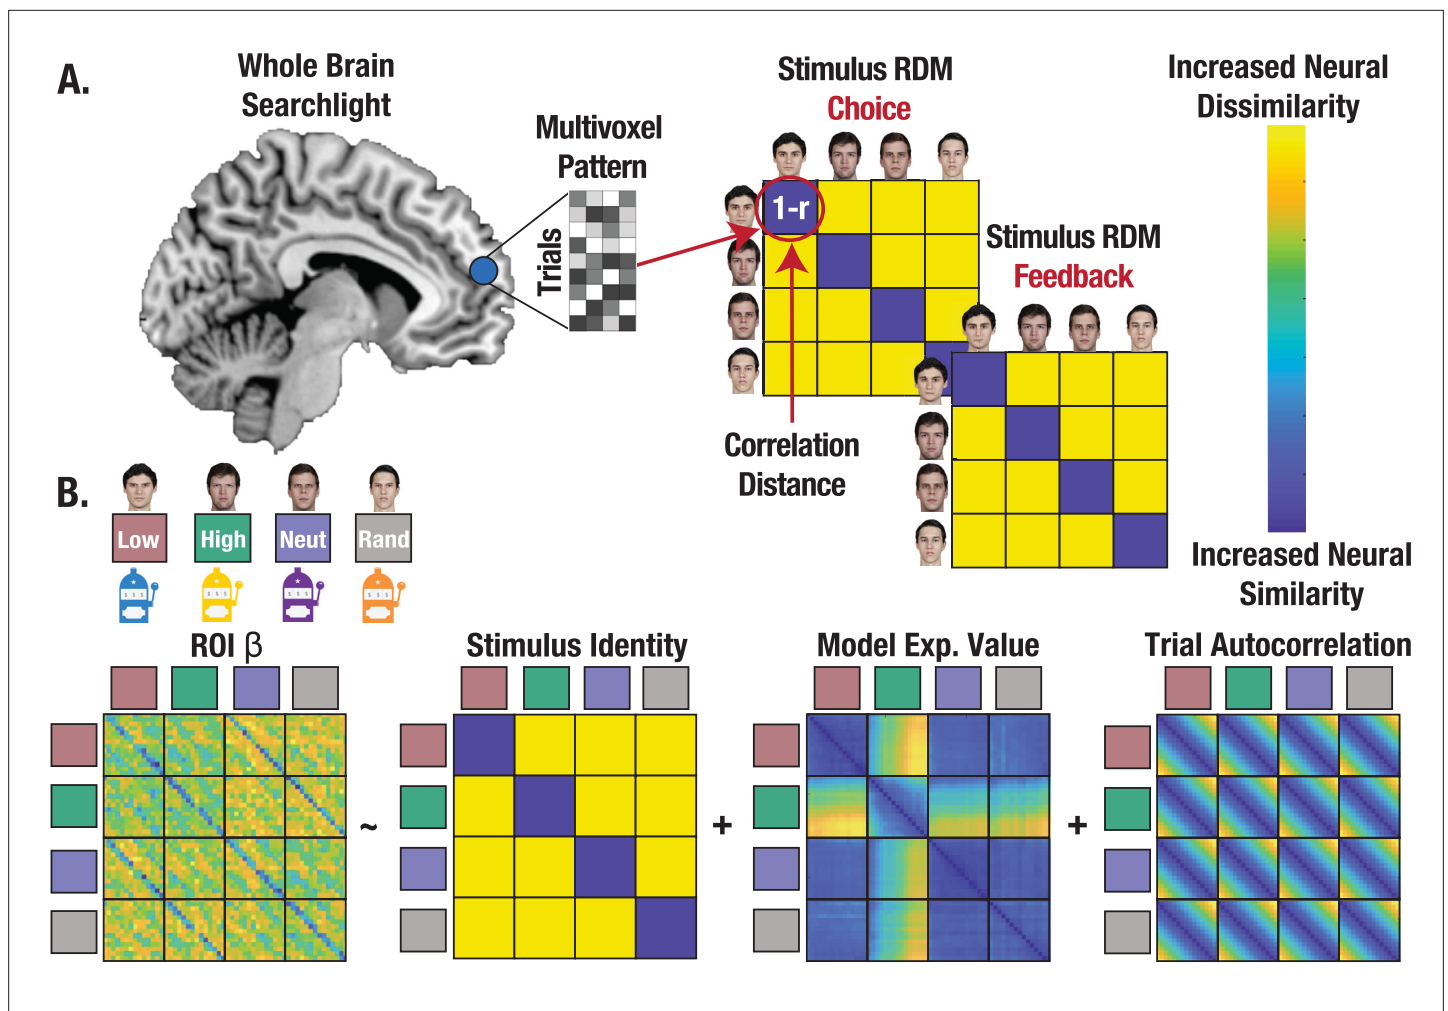 A.
Whole Brain
Searchlight
Multivoxel
Pattern
Trials
Stimulus RDM
Choice
1-r
Correlation
Distance
Stimulus RDM
Feedback
Increased Neural
Dissimilarity
Increased Neural
Similarity
B.
Low High Neut Rand
$ $ $ $ $ $ $ $ $ $ $ $
ROI β
~
Stimulus Identity
+
Model Exp. Value
+
Trial Autocorrelation